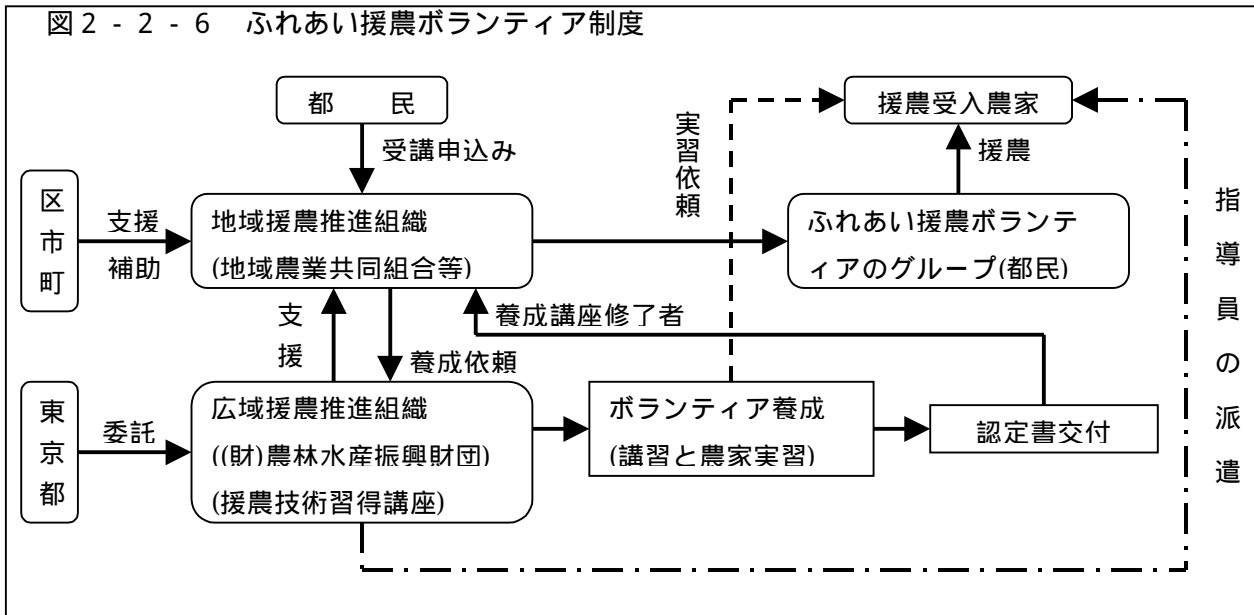 図２-２-６ ふれあい援農ボランティア制度
都 民
援農受入農家
受講申込み
実習依頼
援農
区市町
支援
補助
地域援農推進組織
(地域農業共同組合等)
ふれあい援農ボランテ
ィアのグループ(都民)
指導員の派遣
支援
養成講座修了者
養成依頼
東京都
委託
広域援農推進組織
((財)農林水産振興財団)
(援農技術習得講座)
ボランティア養成
(講習と農家実習)
認定書交付